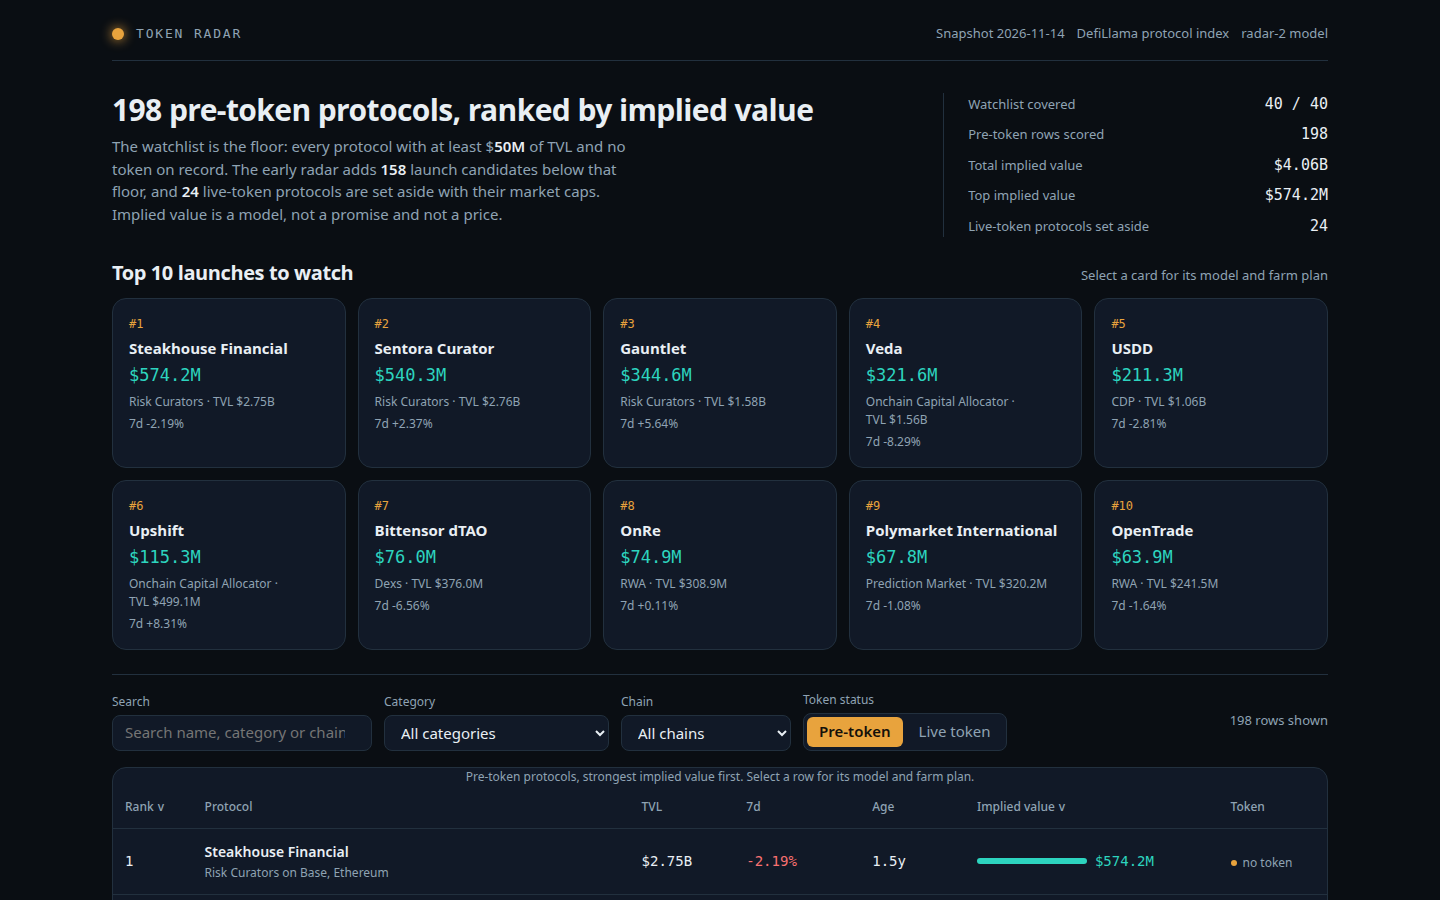 TOKEN RADAR
Snapshot 2026-11-14 DefiLlama protocol index radar-2 model
198 pre-token protocols, ranked by implied value
The watchlist is the floor: every protocol with at least $50M of TVL and no
token on record. The early radar adds 158 launch candidates below that
floor, and 24 live-token protocols are set aside with their market caps.
Implied value is a model, not a promise and not a price.
Watchlist covered 40 / 40
Pre-token rows scored 198
Total implied value $4.06B
Top implied value $574.2M
Live-token protocols set aside 24
Top 10 launches to watch
Select a card for its model and farm plan
#1
Steakhouse Financial
$574.2M
Risk Curators · TVL $2.75B
7d -2.19%
#2
Sentora Curator
$540.3M
Risk Curators · TVL $2.76B
7d +2.37%
#3
Gauntlet
$344.6M
Risk Curators · TVL $1.58B
7d +5.64%
#4
Veda
$321.6M
Onchain Capital Allocator ·
TVL $1.56B
7d -8.29%
#5
USDD
$211.3M
CDP · TVL $1.06B
7d -2.81%
#6
Upshift
$115.3M
Onchain Capital Allocator ·
TVL $499.1M
7d +8.31%
#7
Bittensor dTAO
$76.0M
Dexs · TVL $376.0M
7d -6.56%
#8
OnRe
$74.9M
RWA · TVL $308.9M
7d +0.11%
#9
Polymarket International
$67.8M
Prediction Market · TVL $320.2M
7d -1.08%
#10
OpenTrade
$63.9M
RWA · TVL $241.5M
7d -1.64%
Search
Search name, category or chain
Category
All categories
Chain
All chains
Token status
Pre-token Live token
198 rows shown
Pre-token protocols, strongest implied value first. Select a row for its model and farm plan.
Rank v Protocol TVL 7d Age Implied value v Token
1 Steakhouse Financial $2.75B -2.19% 1.5y $574.2M no token
Risk Curators on Base, Ethereum